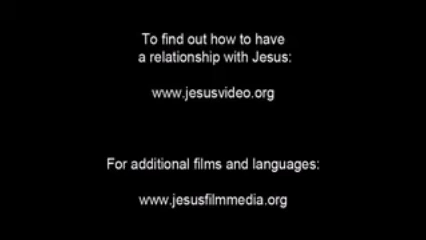 To find out how to have
a relationship with Jesus:
www.jesusvideo.org
For additional films and languages:
www.jesusfilmmedia.org